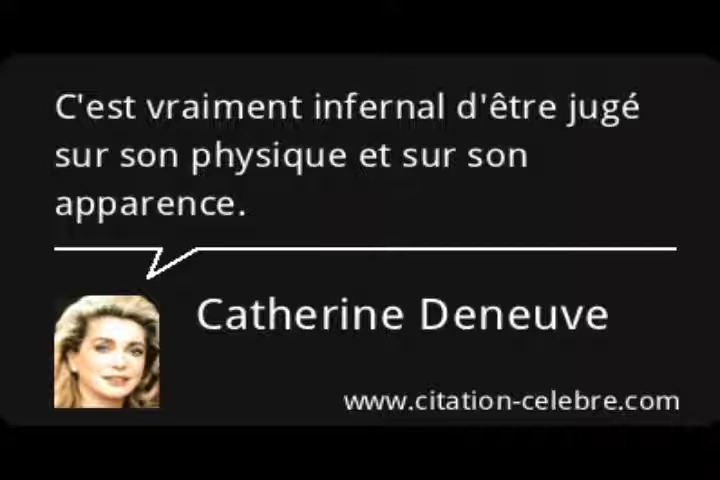 C'est vraiment infernal d'être jugé
sur son physique et sur son
apparence.
Catherine Deneuve
www.citation-celebre.com